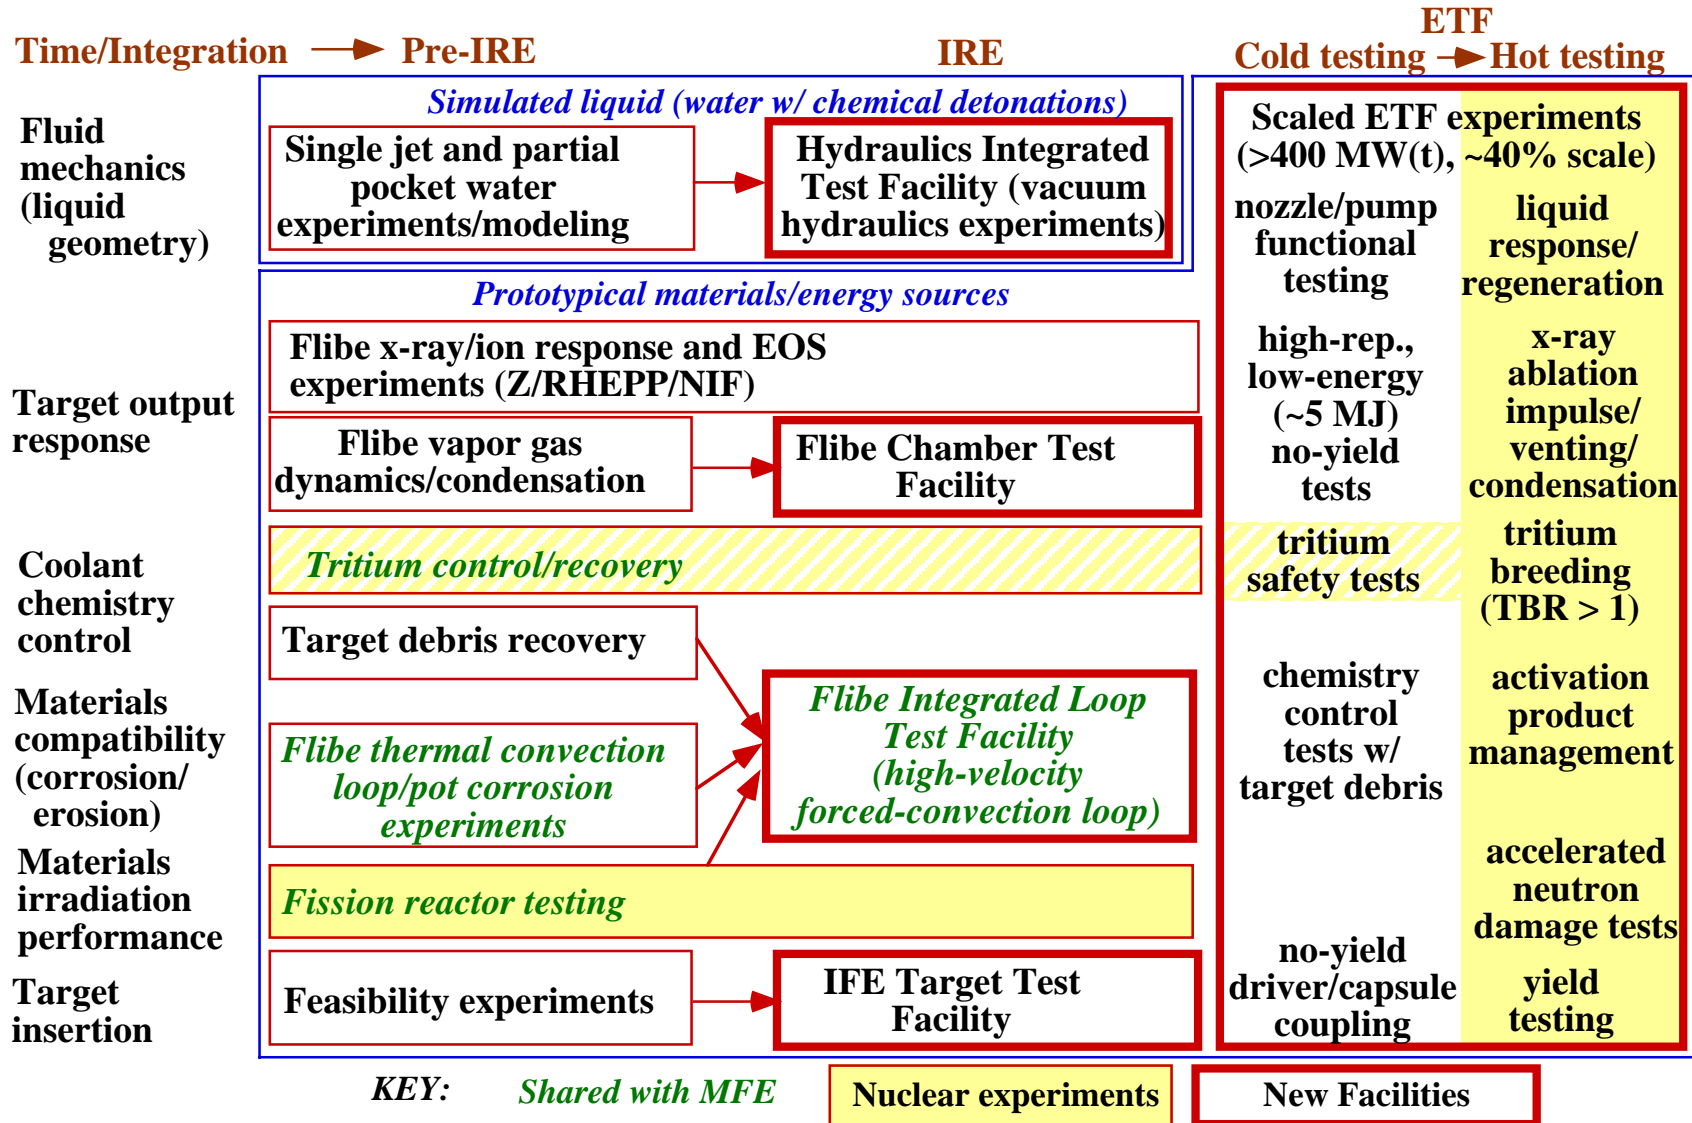 Time/Integration
Pre-IRE
IRE
ETF
Cold testing
Hot testing
Fluid
mechanics
(liquid
geometry)
Simulated liquid (water w/ chemical detonations)
Single jet and partial
pocket water
experiments/modeling
Hydraulics Integrated
Test Facility (vacuum
hydraulics experiments)
Scaled ETF experiments
(>400 MW(t), ~40% scale)
nozzle/pump
functional
testing
liquid
response/
regeneration
Prototypical materials/energy sources
Target output
response
Flibe x-ray/ion response and EOS
experiments (Z/RHEPP/NIF)
Flibe vapor gas
dynamics/condensation
Flibe Chamber Test
Facility
high-rep.,
low-energy
(~5 MJ)
no-yield
tests
x-ray
ablation
impulse/
venting/
condensation
Coolant
chemistry
control
Tritium control/recovery
tritium
safety tests
tritium
breeding
(TBR > 1)
Target debris recovery
Materials
compatibility
(corrosion/
erosion)
Flibe thermal convection
loop/pot corrosion
experiments
Flibe Integrated Loop
Test Facility
(high-velocity
forced-convection loop)
chemistry
control
tests w/
target debris
activation
product
management
Materials
irradiation
performance
Fission reactor testing
accelerated
neutron
damage tests
Target
insertion
Feasibility experiments
IFE Target Test
Facility
no-yield
driver/capsule
coupling
yield
testing
KEY:
Shared with MFE
Nuclear experiments
New Facilities